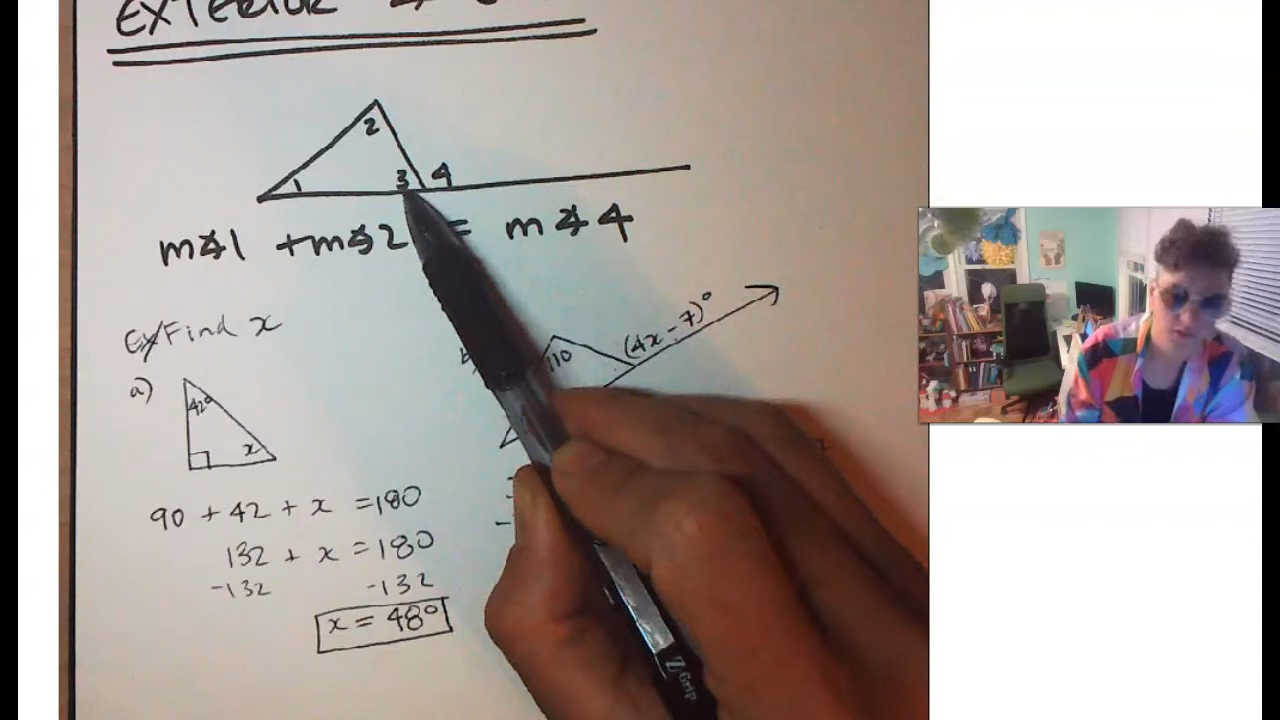 EXTERIOR
2
1
3 4
m∡1 + m∡2 = m∡4
Ex/ Find x
a)
42°
x
90 + 42 + x = 180
132 + x = 180
-132 -132
x = 48°
110
(4x - 7)°
Z Grip